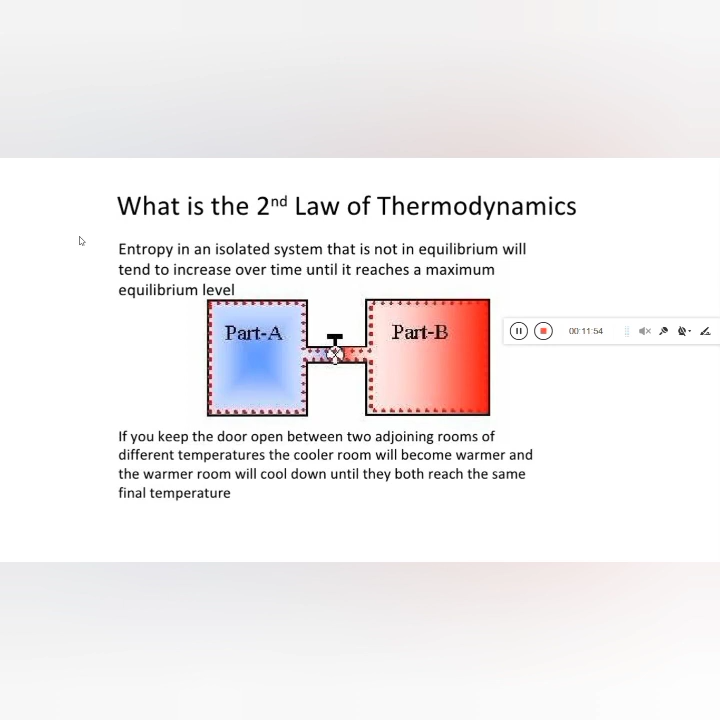 What is the 2nd Law of Thermodynamics
Entropy in an isolated system that is not in equilibrium will
tend to increase over time until it reaches a maximum
equilibrium level
Part-A
Part-B
00:11:54
If you keep the door open between two adjoining rooms of
different temperatures the cooler room will become warmer and
the warmer room will cool down until they both reach the same
final temperature